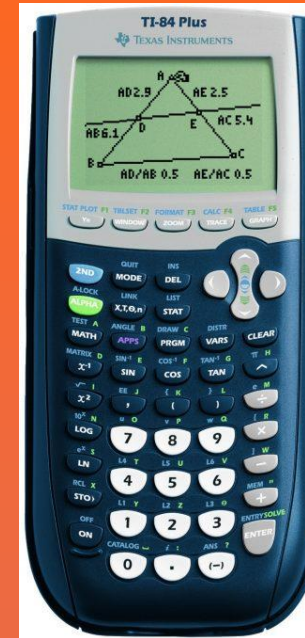 TI-84 Plus
TEXAS INSTRUMENTS
A
AD2.9 AE 2.5
D E
AB6.1 AC 5.4
B C
AD/AB 0.5 AE/AC 0.5
STAT PLOT F1 TBLSET F2 FORMAT F3 CALC F4 TABLE F5
Y= WINDOW ZOOM TRACE GRAPH
QUIT INS
2ND MODE DEL
A-LOCK LINK LIST
ALPHA X,T,Θ,n STAT
TEST A ANGLE B DRAW C DISTR
MATH APPS PRGM VARS CLEAR
MATRIX D SIN⁻¹ E COS⁻¹ F TAN⁻¹ G π H
x⁻¹ SIN COS TAN ^
√ I EE J { K } L e M
x² , ( ) ÷
10ˣ N u O v P w Q [ R
LOG 7 8 9 ×
eˣ S L4 T L5 U L6 V ] W
LN 4 5 6 −
RCL X L1 Y L2 Z L3 θ MEM "
STO› 1 2 3 +
OFF CATALOG ⎵ i : ANS ? ENTRY SOLVE
ON 0 . (−) ENTER